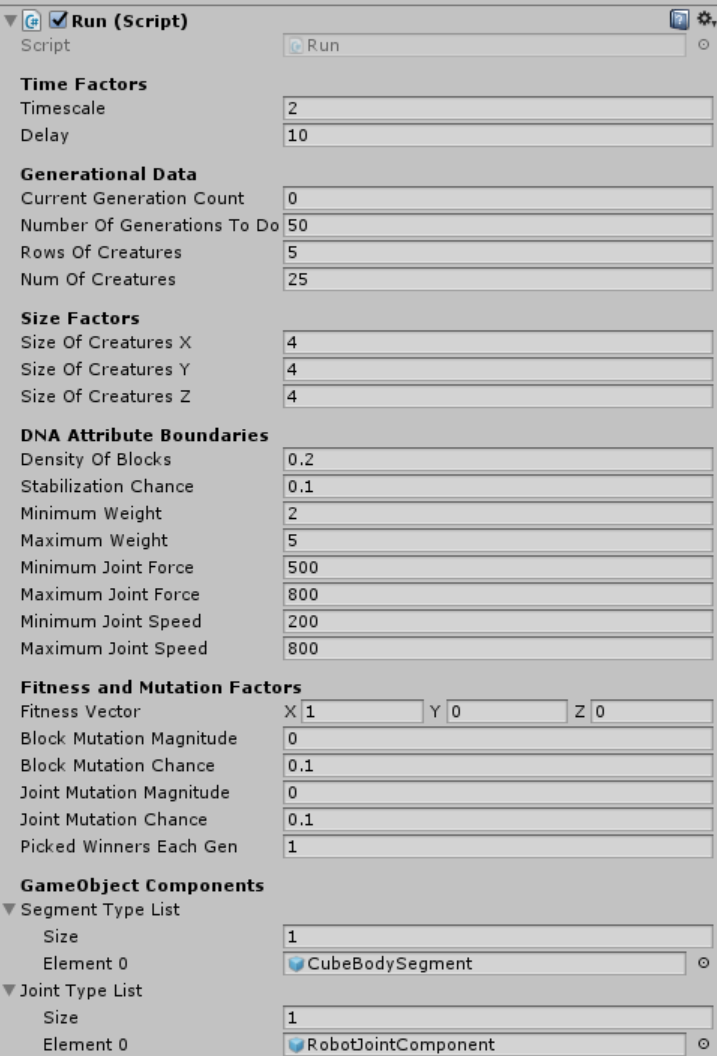 Run (Script)
Script Run
Time Factors
Timescale 2
Delay 10
Generational Data
Current Generation Count 0
Number Of Generations To Do 50
Rows Of Creatures 5
Num Of Creatures 25
Size Factors
Size Of Creatures X 4
Size Of Creatures Y 4
Size Of Creatures Z 4
DNA Attribute Boundaries
Density Of Blocks 0.2
Stabilization Chance 0.1
Minimum Weight 2
Maximum Weight 5
Minimum Joint Force 500
Maximum Joint Force 800
Minimum Joint Speed 200
Maximum Joint Speed 800
Fitness and Mutation Factors
Fitness Vector X 1 Y 0 Z 0
Block Mutation Magnitude 0
Block Mutation Chance 0.1
Joint Mutation Magnitude 0
Joint Mutation Chance 0.1
Picked Winners Each Gen 1
GameObject Components
Segment Type List
Size 1
Element 0 CubeBodySegment
Joint Type List
Size 1
Element 0 RobotJointComponent